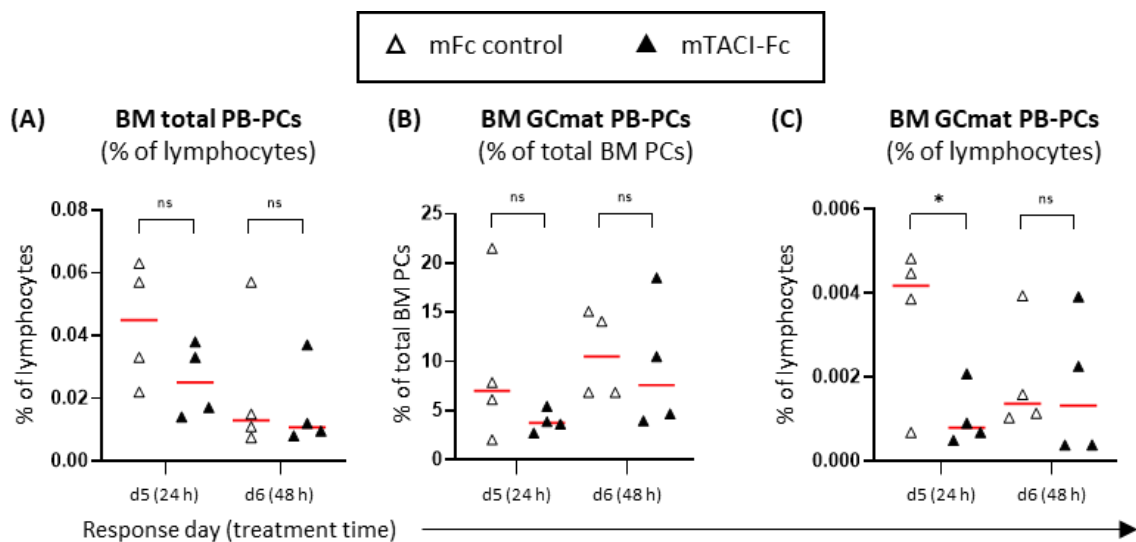 △ mFc control ▲ mTACI-Fc
(A) BM total PB-PCs
(% of lymphocytes)
% of lymphocytes
0.08
0.06
0.04
0.02
0.00
ns
ns
d5 (24 h) d6 (48 h)
(B) BM GCmat PB-PCs
(% of total BM PCs)
% of total BM PCs
25
20
15
10
5
0
ns
ns
d5 (24 h) d6 (48 h)
(C) BM GCmat PB-PCs
(% of lymphocytes)
% of lymphocytes
0.006
0.004
0.002
0.000
*
ns
d5 (24 h) d6 (48 h)
Response day (treatment time)